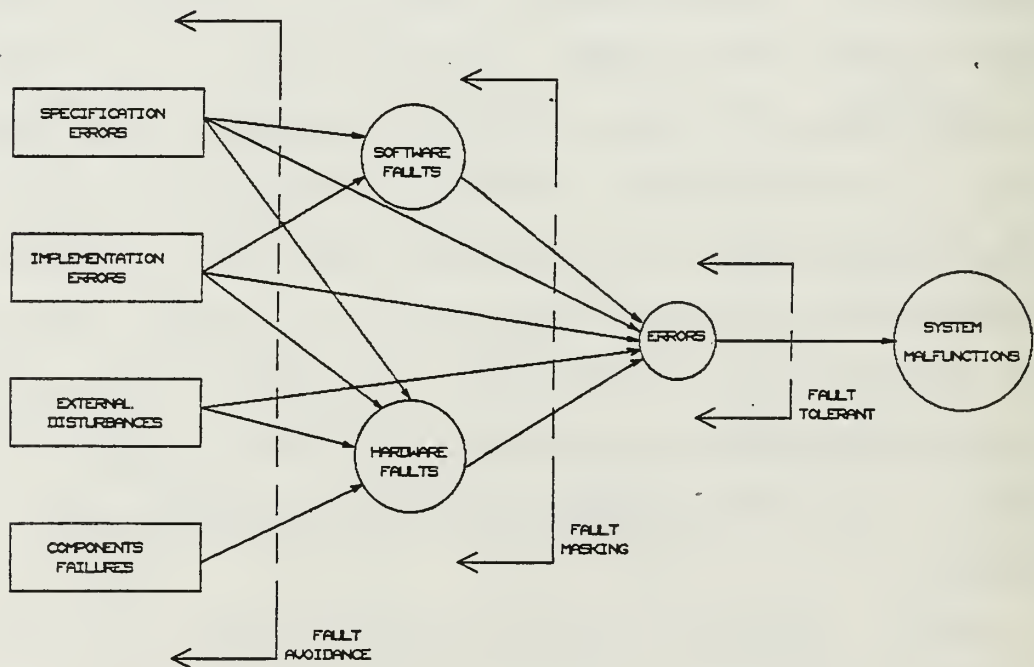 SPECIFICATION
ERRORS
SOFTWARE
FAULTS
IMPLEMENTATION
ERRORS
ERRORS
SYSTEM
MALFUNCTIONS
EXTERNAL
DISTURBANCES
FAULT
TOLERANT
HARDWARE
FAULTS
COMPONENTS
FAILURES
FAULT
MASKING
FAULT
AVOIDANCE